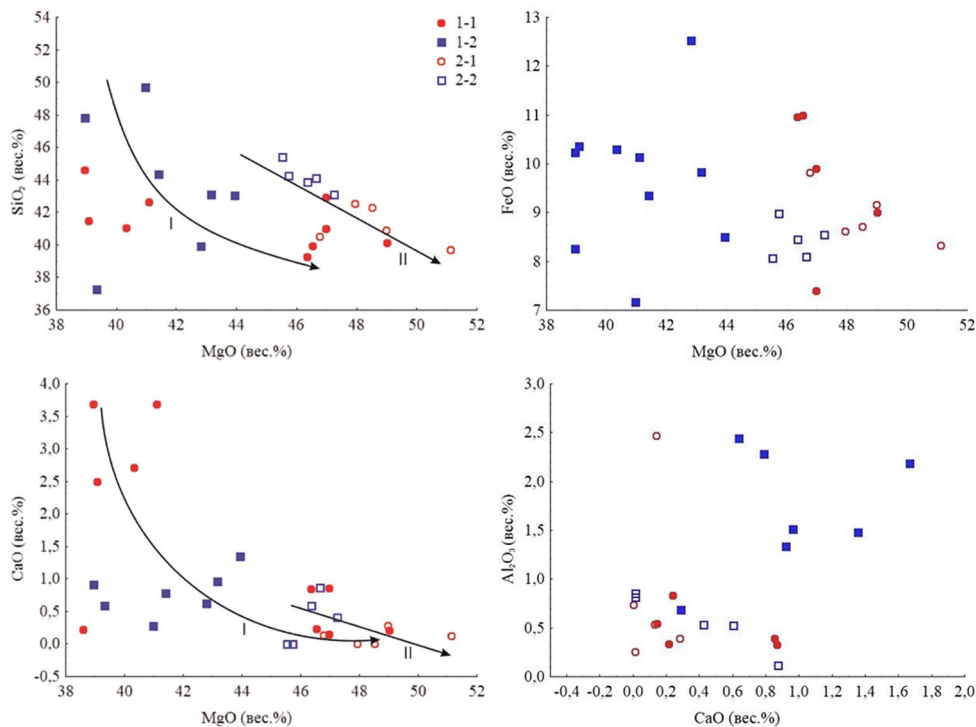 54
52
50
48
46
44
42
40
38
36
SiO₂ (вес.%)
38 40 42 44 46 48 50 52
MgO (вес.%)
I
II
1-1
1-2
2-1
2-2
13
12
11
10
9
8
7
FeO (вес.%)
38 40 42 44 46 48 50 52
MgO (вес.%)
4,0
3,5
3,0
2,5
2,0
1,5
1,0
0,5
0,0
-0,5
CaO (вес.%)
38 40 42 44 46 48 50 52
MgO (вес.%)
I
II
3,0
2,5
2,0
1,5
1,0
0,5
0,0
Al₂O₃ (вес.%)
-0,4 -0,2 0,0 0,2 0,4 0,6 0,8 1,0 1,2 1,4 1,6 1,8 2,0
CaO (вес.%)